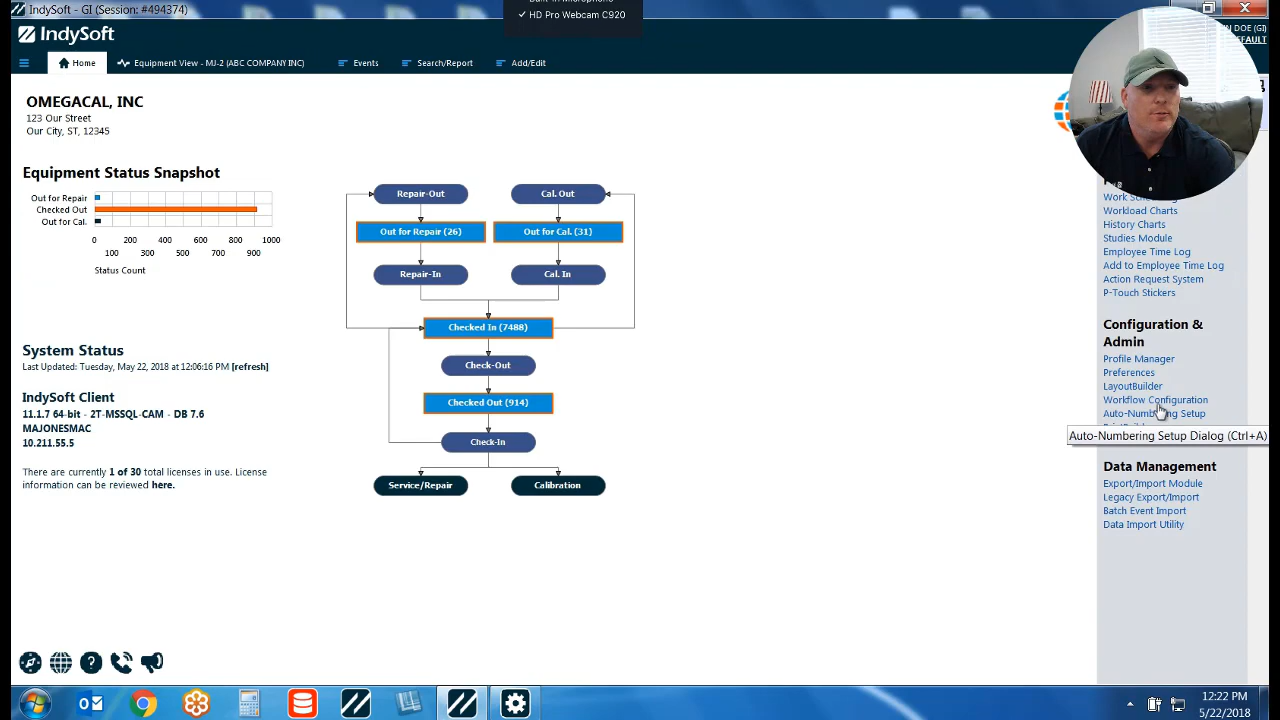 IndySoft - GI (Session: #494374)
HD Pro Webcam C920
IndySoft
DOE (GI)
Home
Equipment View - MJ-2 (ABC COMPANY INC)
Events
Search/Report
Add/Edit
OMEGACAL, INC
123 Our Street
Our City, ST, 12345
Equipment Status Snapshot
Out for Repair
Checked Out
Out for Cal.
0 200 400 600 800 1000
100 300 500 700 900
Status Count
Repair-Out
Cal. Out
Out for Repair (26)
Out for Cal. (31)
Repair-In
Cal. In
Checked In (7488)
Check-Out
Checked Out (914)
Check-In
Service/Repair
Calibration
System Status
Last Updated: Tuesday, May 22, 2018 at 12:06:16 PM [refresh]
IndySoft Client
11.1.7 64-bit - 2T-MSSQL-CAM - DB 7.6
MAJONESMAC
10.211.55.5
There are currently 1 of 30 total licenses in use. License
information can be reviewed here.
Work
Workload Charts
History Charts
Studies Module
Employee Time Log
Add to Employee Time Log
Action Request System
P-Touch Stickers
Configuration &
Admin
Profile Manager
Preferences
LayoutBuilder
Workflow Configuration
Auto-Numbering Setup
Auto-Numbering Setup Dialog (Ctrl+A)
Data Management
Export/Import Module
Legacy Export/Import
Batch Event Import
Data Import Utility
12:22 PM
5/22/2018